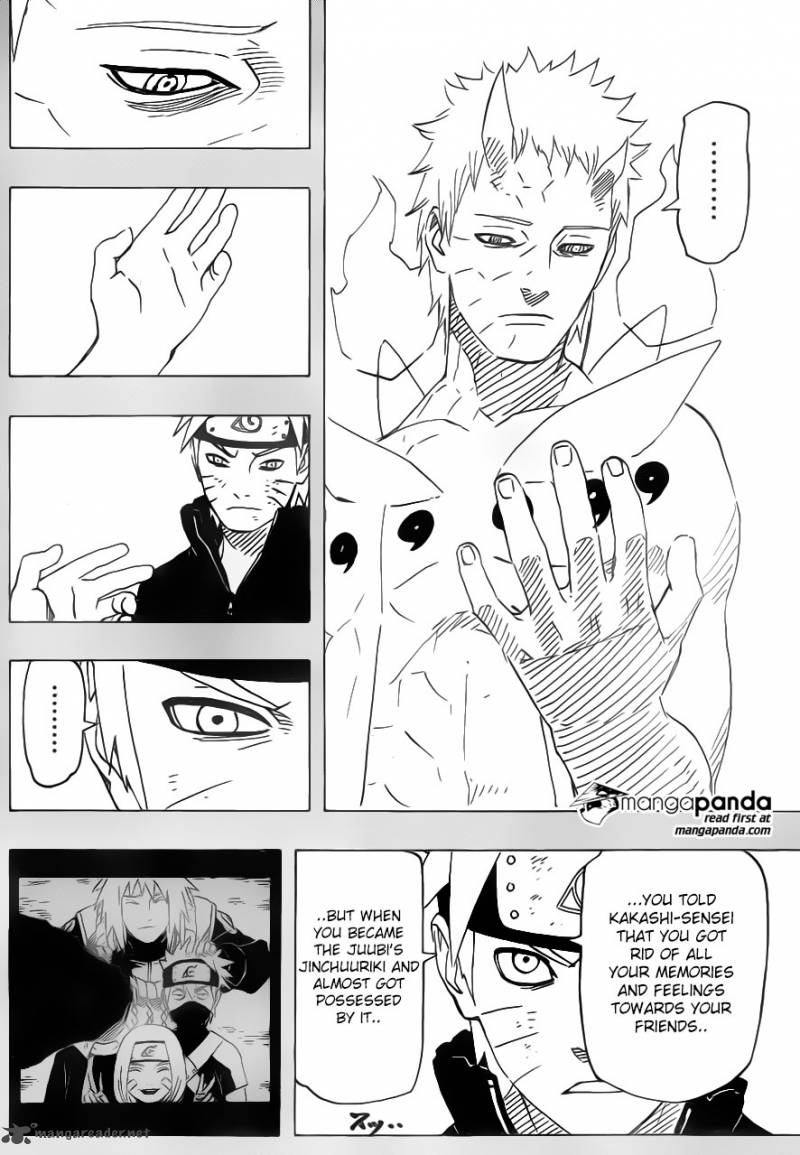 .........
.........
mangapanda
read first at
mangapanda.com
...YOU TOLD
KAKASHI-SENSEI
THAT YOU GOT
RID OF ALL
YOUR MEMORIES
AND FEELINGS
TOWARDS YOUR
FRIENDS..
..BUT WHEN
YOU BECAME
THE JUUBI'S
JINCHUURIKI AND
ALMOST GOT
POSSESSED
BY IT..
mangareader.net